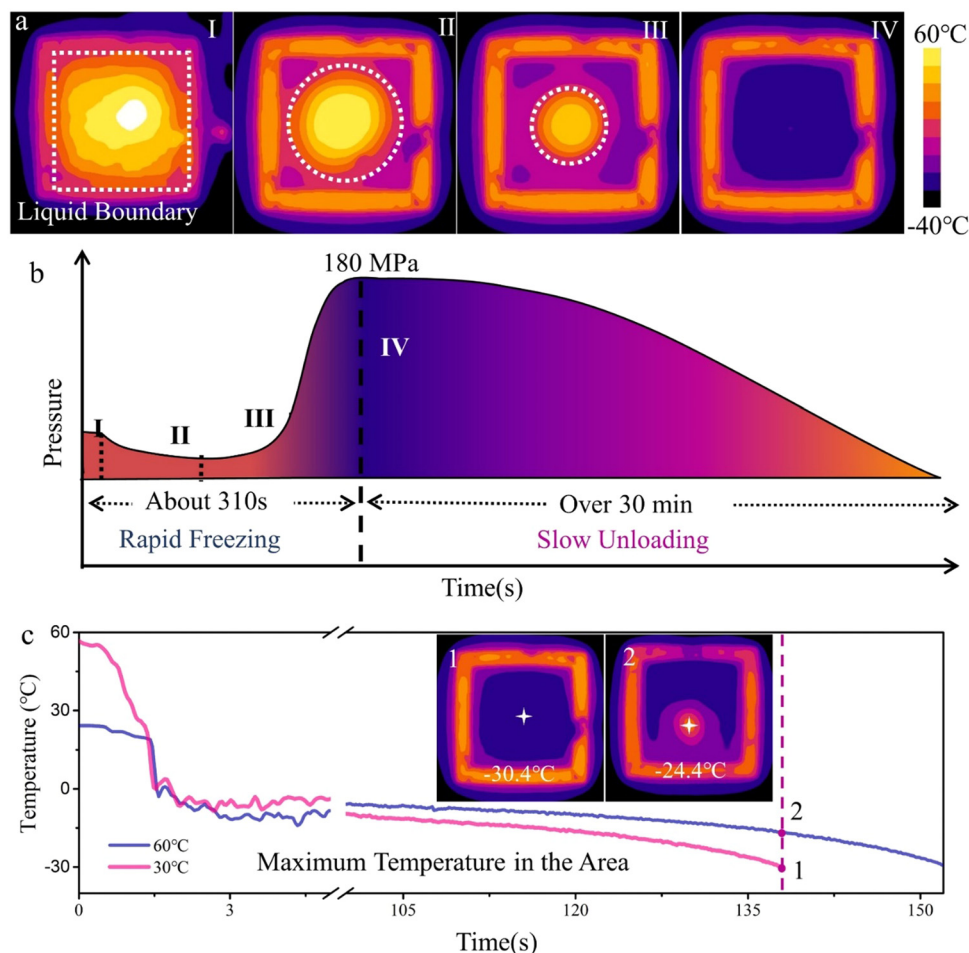 a
I
II
III
IV
60℃
Liquid Boundary
-40℃
b
180 MPa
Pressure
I
II
III
IV
About 310s
Over 30 min
Rapid Freezing
Slow Unloading
Time(s)
c
Temperature (°C)
60
30
0
-30
1
-30.4℃
2
-24.4℃
2
1
60℃
30℃
Maximum Temperature in the Area
0
3
105
120
135
150
Time(s)